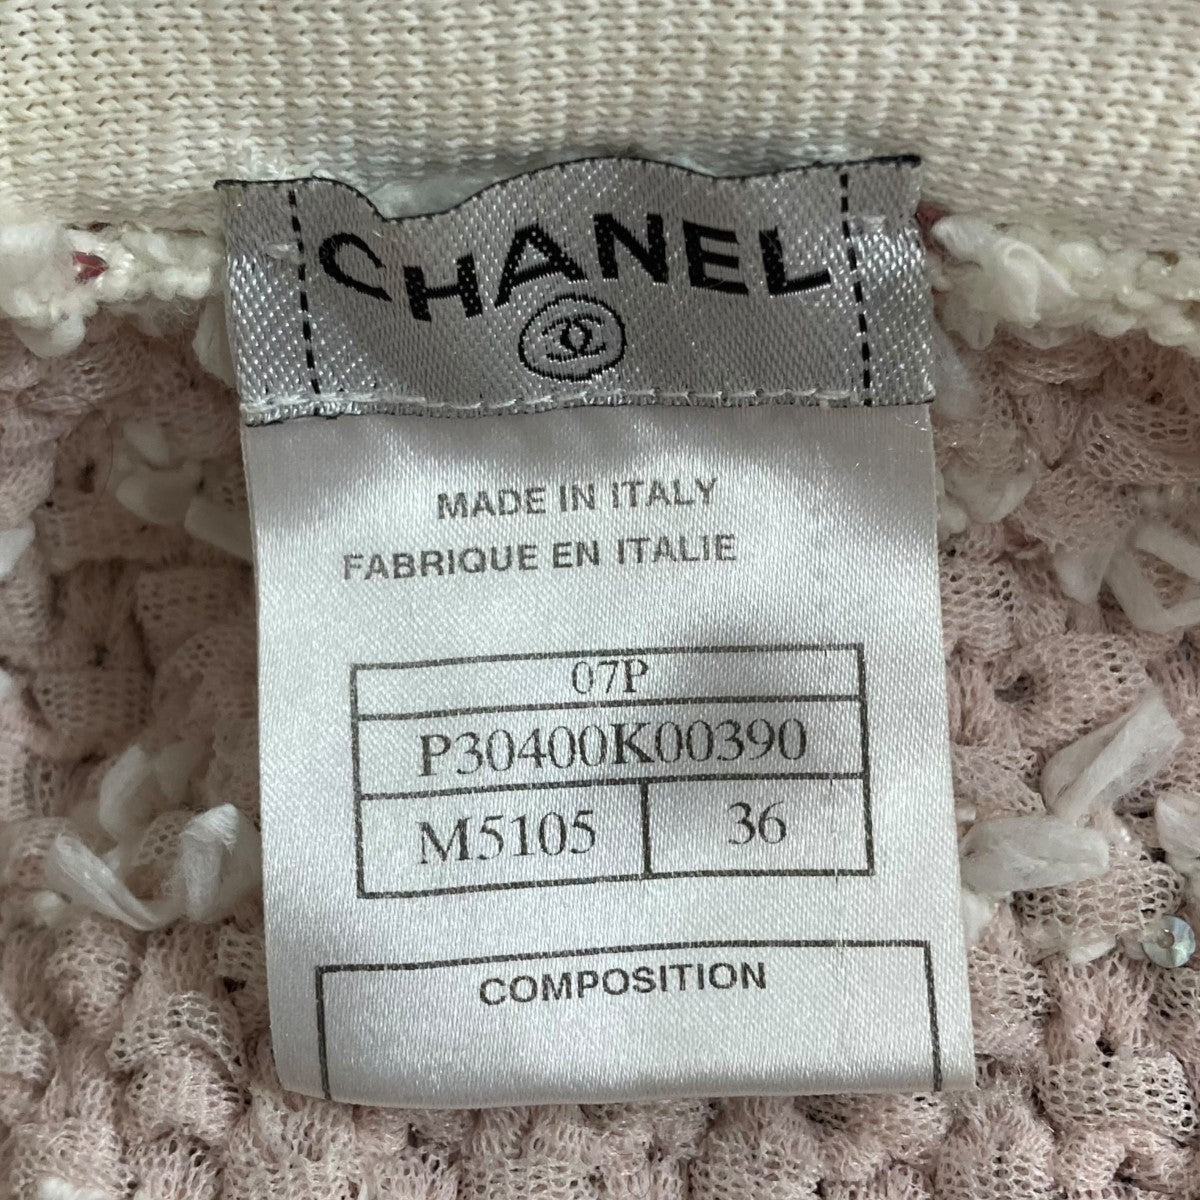 CHANEL
MADE IN ITALY
FABRIQUE EN ITALIE
07P
P30400K00390
M5105 36
COMPOSITION